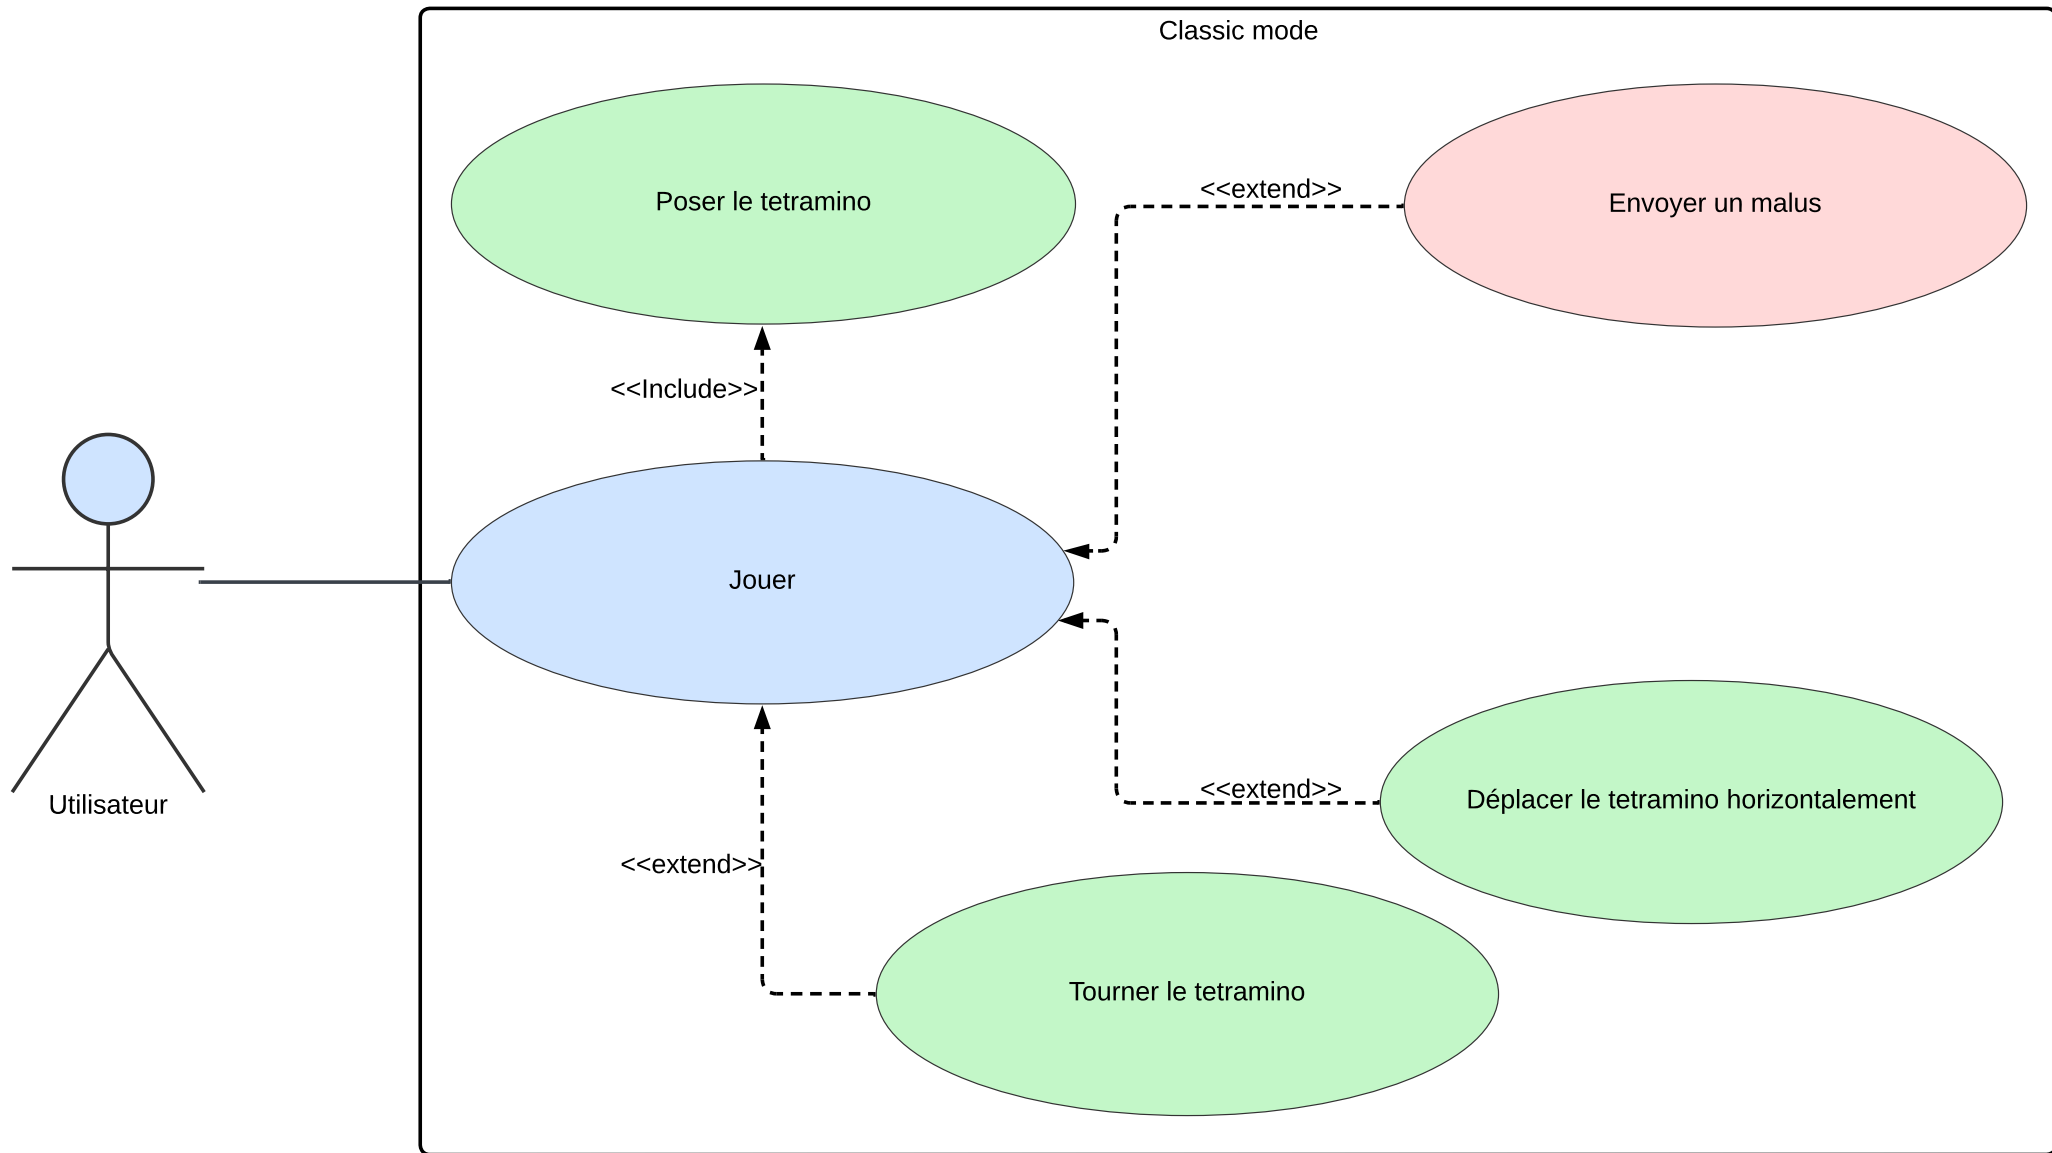 Classic mode
Poser le tetramino
<<extend>>
Envoyer un malus
<<Include>>
Jouer
Utilisateur
<<extend>>
Déplacer le tetramino horizontalement
<<extend>>
Tourner le tetramino